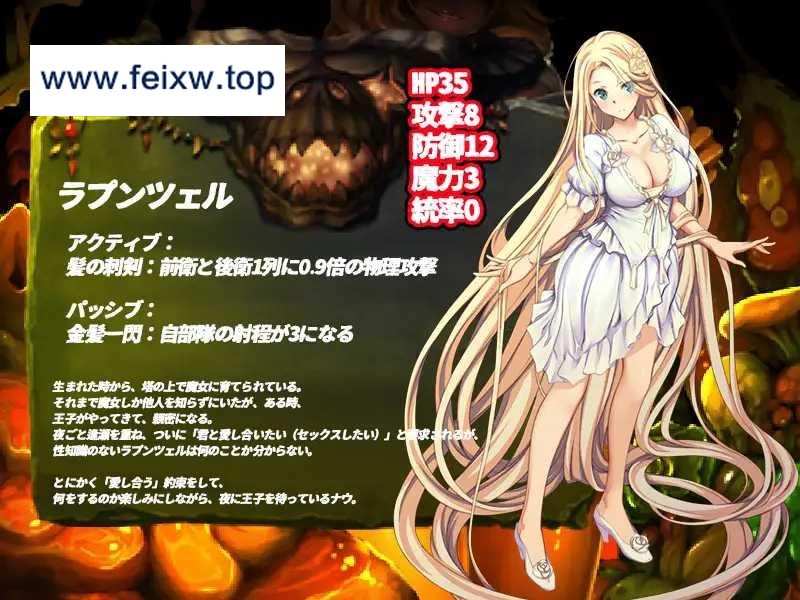 www.feixw.top
HP35
攻撃8
防御12
魔力3
統率0
ラプンツェル
アクティブ：
髪の刺剣：前衛と後衛1列に0.9倍の物理攻撃
パッシブ：
金髪一閃：自部隊の射程が3になる
生まれた時から、塔の上で魔女に育てられている。
それまで魔女しか他人を知らずにいたが、ある時、
王子がやってきて、親密になる。
夜ごと逢瀬を重ね、ついに「君と愛し合いたい（セックスしたい）」と要求されるが、
性知識のないラプンツェルは何のことか分からない。
とにかく「愛し合う」約束をして、
何をするのか楽しみにしながら、夜に王子を待っているナウ。